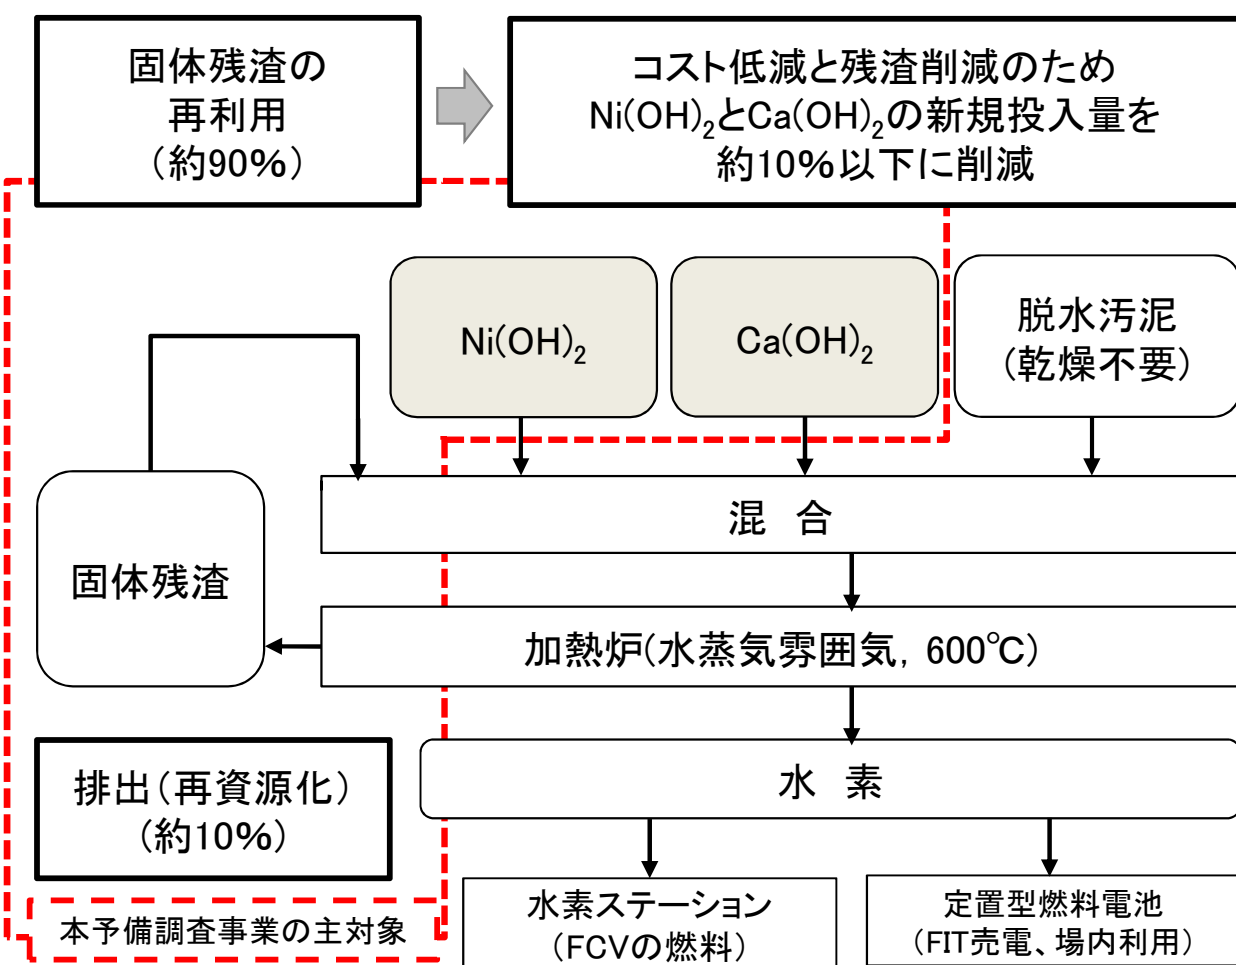 固体残渣の
再利用
(約90%)
コスト低減と残渣削減のため
Ni(OH)₂とCa(OH)₂の新規投入量を
約10%以下に削減
Ni(OH)₂
Ca(OH)₂
脱水汚泥
(乾燥不要)
混　合
固体残渣
加熱炉(水蒸気雰囲気，600℃)
水　素
排出(再資源化)
(約10%)
水素ステーション
(FCVの燃料)
定置型燃料電池
(FIT売電、場内利用)
本予備調査事業の主対象